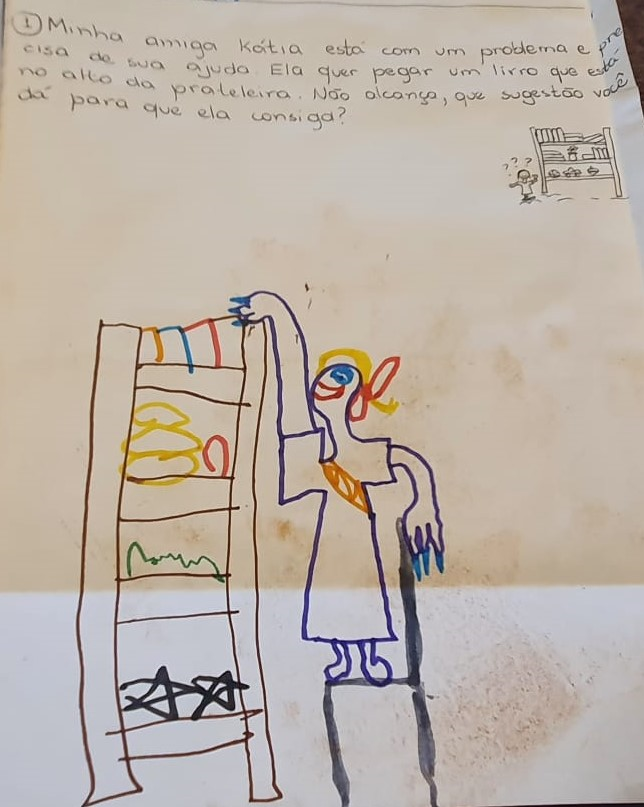 ① Minha amiga Kátia está com um problema e pre
cisa de sua ajuda. Ela quer pegar um livro que está
no alto da prateleira. Não alcança, que sugestão você
dá para que ela consiga?
???